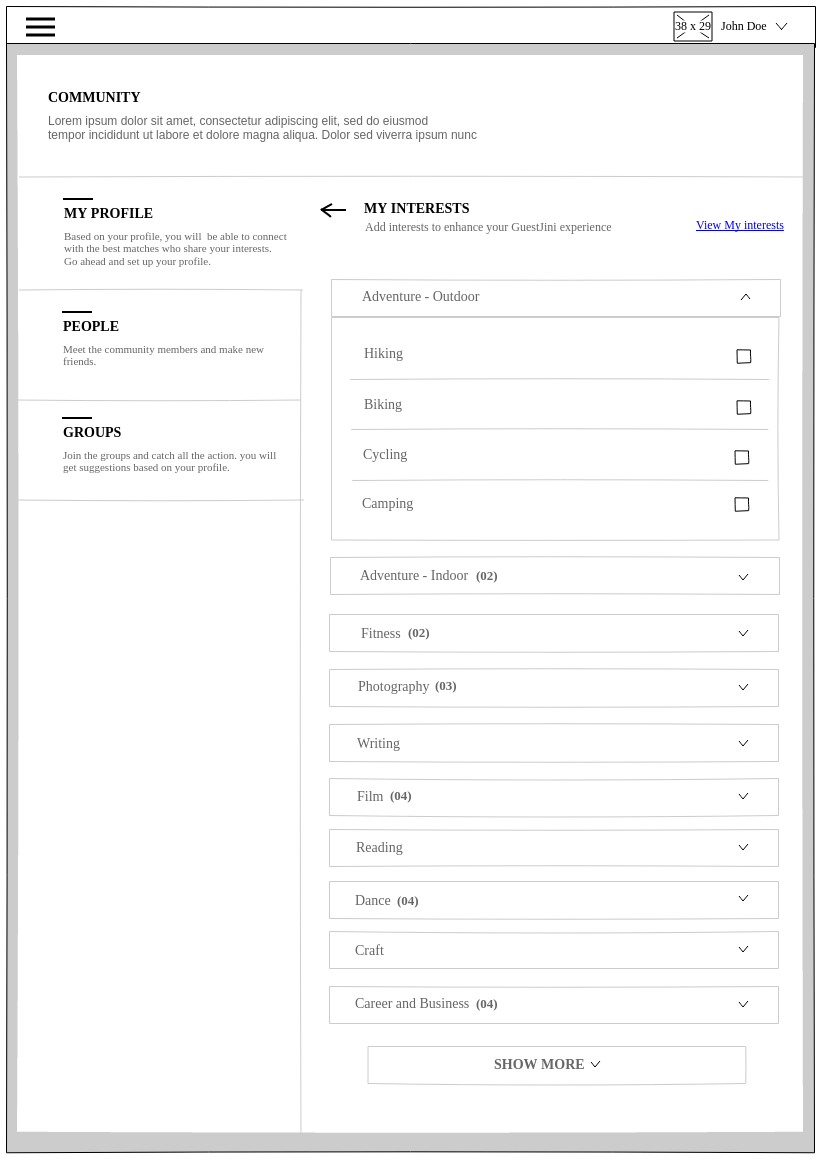 38 x 29 John Doe
COMMUNITY
Lorem ipsum dolor sit amet, consectetur adipiscing elit, sed do eiusmod
tempor incididunt ut labore et dolore magna aliqua. Dolor sed viverra ipsum nunc
MY PROFILE
Based on your profile, you will  be able to connect
with the best matches who share your interests.
Go ahead and set up your profile.
PEOPLE
Meet the community members and make new
friends.
GROUPS
Join the groups and catch all the action. you will
get suggestions based on your profile.
MY INTERESTS
Add interests to enhance your GuestJini experience
View My interests
Adventure - Outdoor
Hiking
Biking
Cycling
Camping
Adventure - Indoor (02)
Fitness (02)
Photography (03)
Writing
Film (04)
Reading
Dance (04)
Craft
Career and Business (04)
SHOW MORE